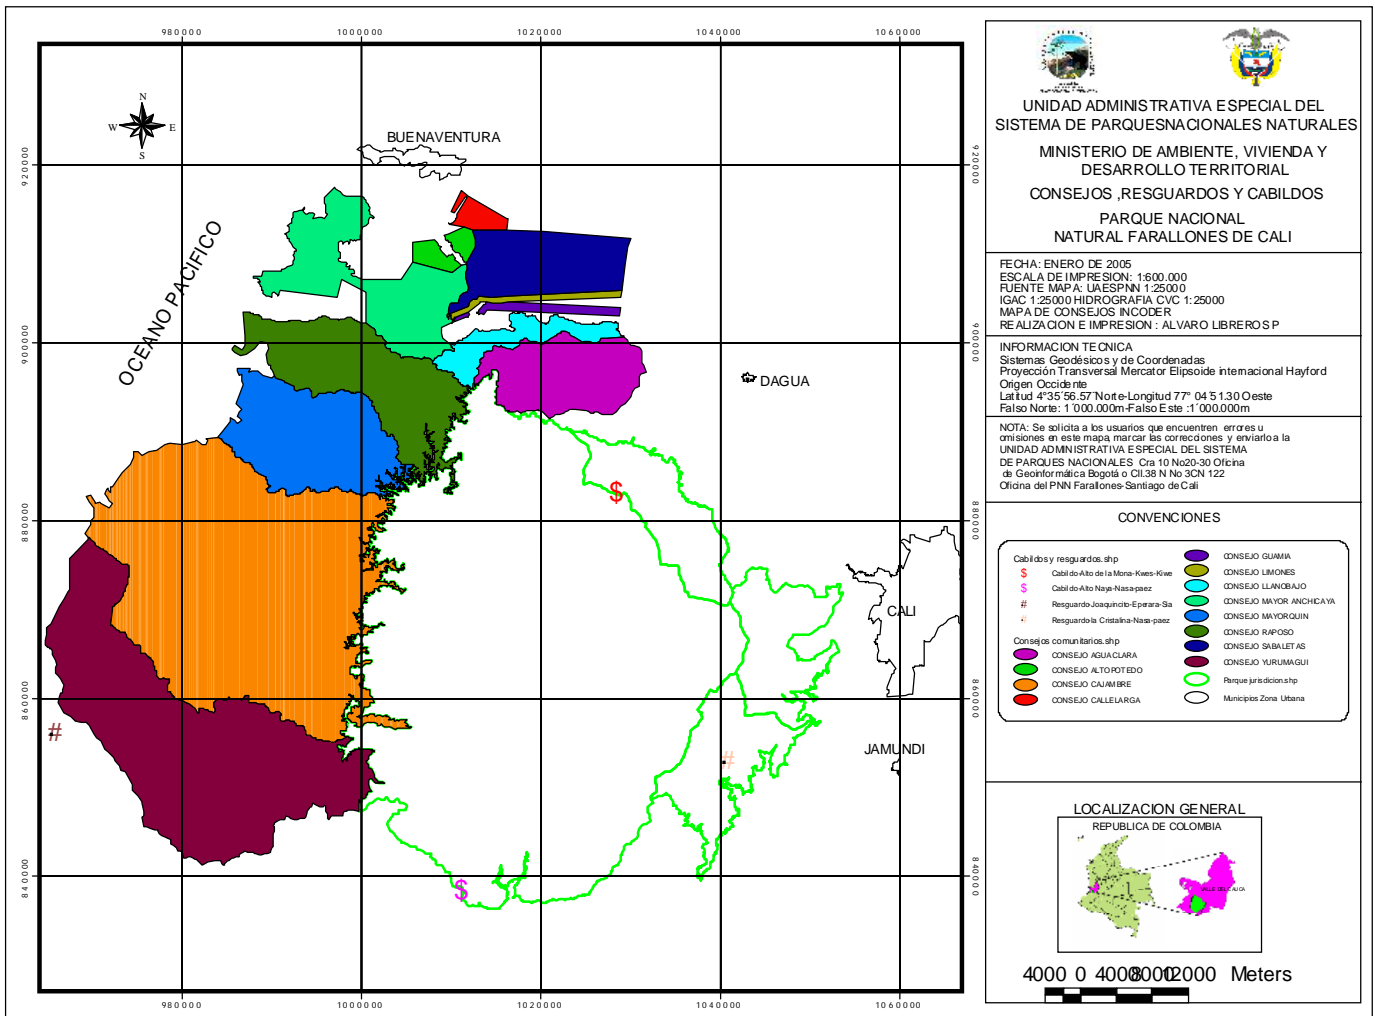 980000
1000000
1020000
1040000
1060000
N
W E
S
BUENAVENTURA
920000
920000
OCEANO PACIFICO
900000
900000
DAGUA
$
880000
880000
CALI
860000
860000
#
#
JAMUNDI
840000
84000
$
980000
1000000
1020000
1040000
1060000
UNIDAD ADMINISTRATIVA ESPECIAL DEL
SISTEMA DE PARQUESNACIONALES NATURALES
MINISTERIO DE AMBIENTE, VIVIENDA Y
DESARROLLO TERRITORIAL
CONSEJOS ,RESGUARDOS Y CABILDOS
PARQUE NACIONAL
NATURAL FARALLONES DE CALI
FECHA: ENERO DE 2005
ESCALA DE IMPRESION: 1:600.000
FUENTE MAPA: UAESPNN 1:25000
IGAC 1:25000 HIDROGRAFIA CVC 1:25000
MAPA DE CONSEJOS INCODER
REALIZACION E IMPRESION : ALVARO LIBREROS P
INFORMACION TECNICA
Sistemas Geodésicos y de Coordenadas
Proyección Transversal Mercator Elipsoide internacional Hayford
Origen Occidente
Latitud 4°35'56.57"Norte-Longitud 77° 04'51.30 Oeste
Falso Norte: 1'000.000m-Falso Este :1'000.000m
NOTA: Se solicita a los usuarios que encuentren errores u
omisiones en este mapa, marcar las correcciones y enviarlo a la
UNIDAD ADMINISTRATIVA ESPECIAL DEL SISTEMA
DE PARQUES NACIONALES Cra 10 No20-30 Oficina
de Geoinformática Bogotá o Cll.38 N No 3CN 122
Oficina del PNN Farallones-Santiago de Cali
CONVENCIONES
Cabildos y resguardos.shp
$ Cabildo-Alto de la Mona-Kwes-Kiwe
$ Cabildo-Alto Naya-Nasa-paez
# Resguardo-Joaquincito-Eperara-Sia
# Resguardo-la Cristalina-Nasa-paez
Consejos comunitarios.shp
CONSEJO AGUACLARA
CONSEJO ALTO POTEDO
CONSEJO CAJAMBRE
CONSEJO CALLELARGA
CONSEJO GUAMIA
CONSEJO LIMONES
CONSEJO LLANOBAJO
CONSEJO MAYOR ANCHICAYA
CONSEJO MAYORQUIN
CONSEJO RAPOSO
CONSEJO SABALETAS
CONSEJO YURUMAGUI
Parque jurisdicion.shp
Municipios Zona Urbana
LOCALIZACION GENERAL
REPUBLICA DE COLOMBIA
VALLE DEL CAUCA
4000 0 4000 8000 12000 Meters